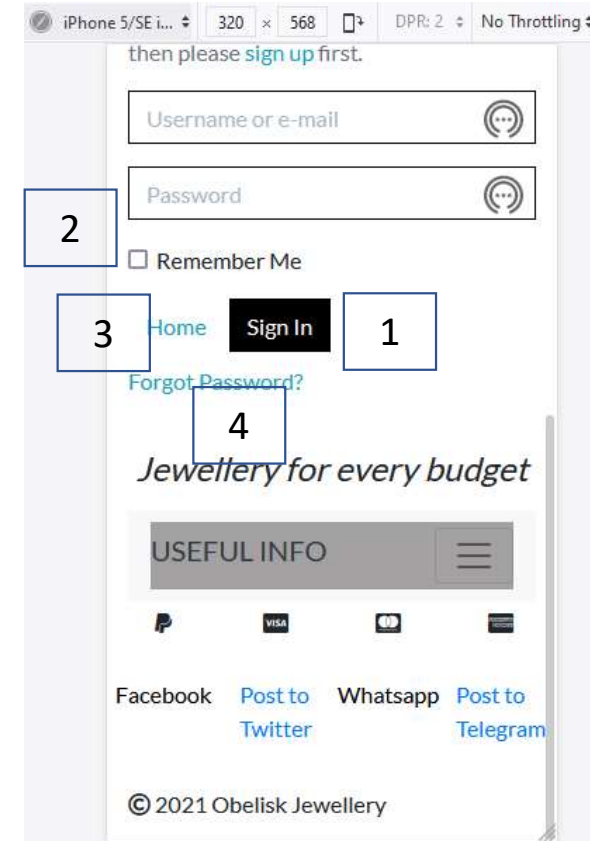 iPhone 5/SE i... 320 × 568 DPR: 2 No Throttling
then please sign up first.
Username or e-mail
Password
2
Remember Me
3 Home Sign In 1
Forgot Password?
4
Jewellery for every budget
USEFUL INFO
VISA
Facebook Post to Twitter Whatsapp Post to Telegram
© 2021 Obelisk Jewellery